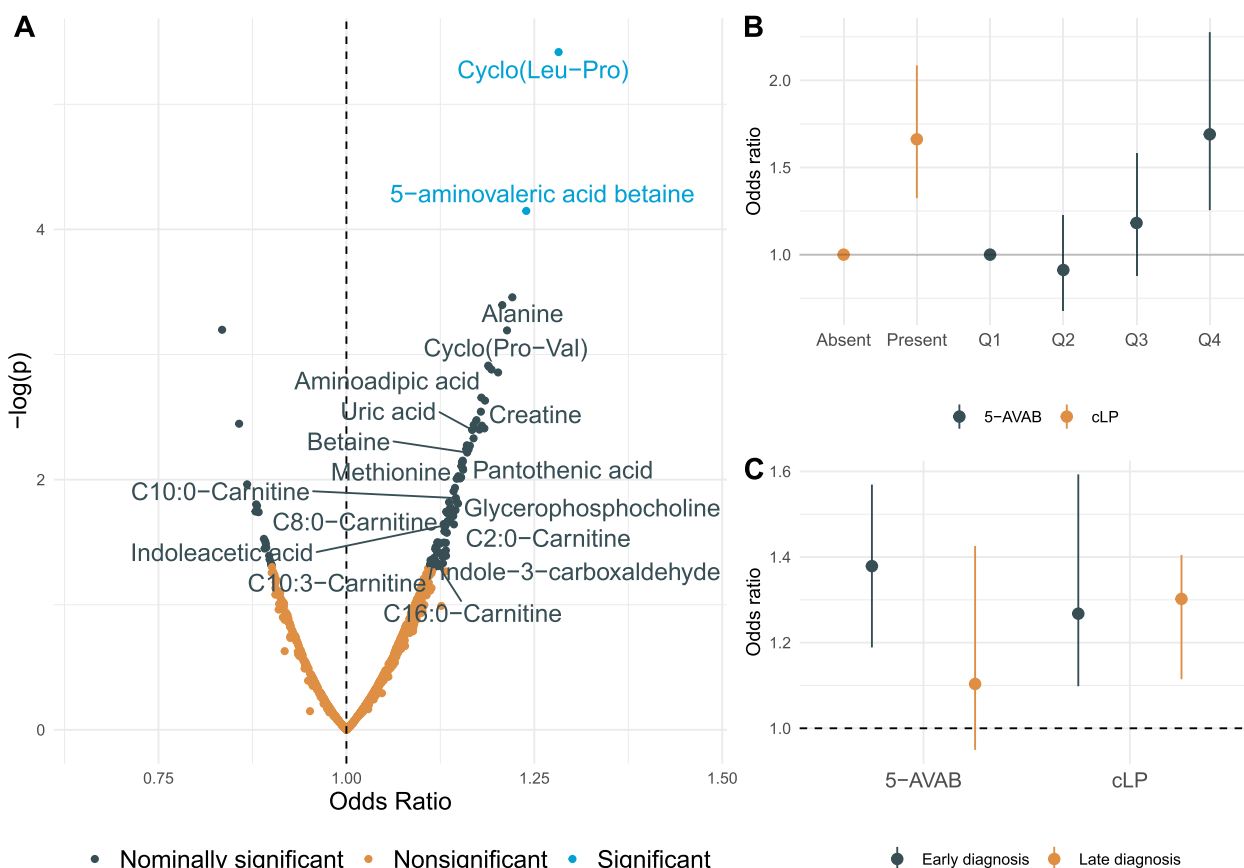 A
Cyclo(Leu−Pro)
5−aminovaleric acid betaine
Alanine
Cyclo(Pro−Val)
Aminoadipic acid
Uric acid
Creatine
Betaine
Methionine
Pantothenic acid
C10:0−Carnitine
Glycerophosphocholine
C8:0−Carnitine
C2:0−Carnitine
Indoleacetic acid
Indole−3−carboxaldehyde
C10:3−Carnitine
C16:0−Carnitine
−log(p)
4
2
0
0.75
1.00
1.25
1.50
Odds Ratio
Nominally significant
Nonsignificant
Significant
B
Odds ratio
2.0
1.5
1.0
Absent
Present
Q1
Q2
Q3
Q4
5−AVAB
cLP
C
Odds ratio
1.6
1.4
1.2
1.0
5−AVAB
cLP
Early diagnosis
Late diagnosis